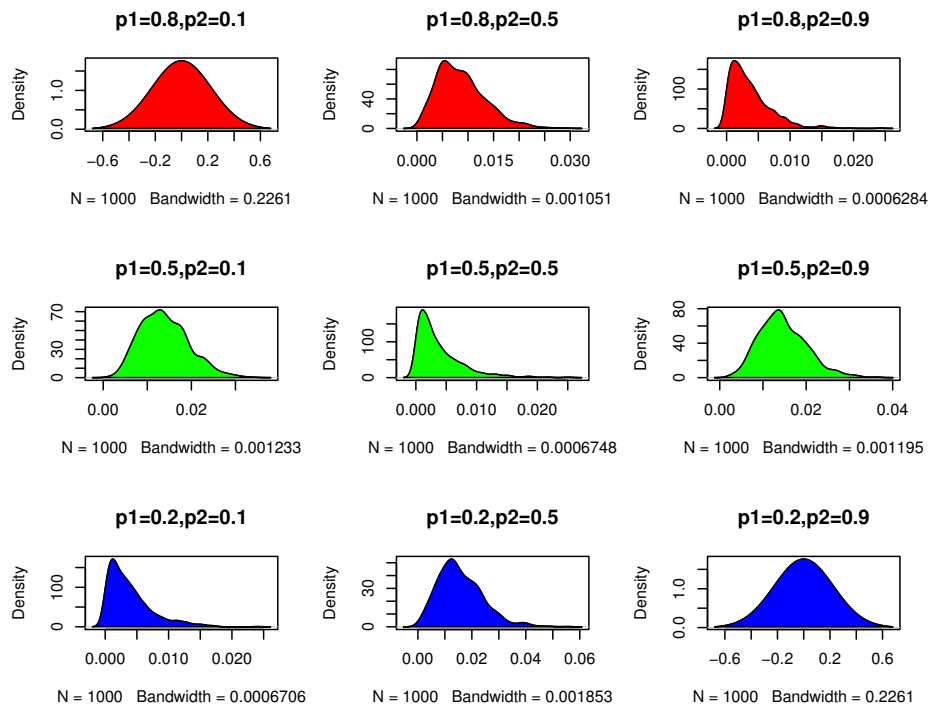 p1=0.8,p2=0.1 p1=0.8,p2=0.5 p1=0.8,p2=0.9
Density Density Density
0.0 1.0 0 40 0 100
−0.6 −0.2 0.2 0.6 0.000 0.015 0.030 0.000 0.010 0.020
N = 1000 Bandwidth = 0.2261 N = 1000 Bandwidth = 0.001051 N = 1000 Bandwidth = 0.0006284
p1=0.5,p2=0.1 p1=0.5,p2=0.5 p1=0.5,p2=0.9
Density Density Density
0 30 70 0 100 0 40 80
0.00 0.02 0.000 0.010 0.020 0.00 0.02 0.04
N = 1000 Bandwidth = 0.001233 N = 1000 Bandwidth = 0.0006748 N = 1000 Bandwidth = 0.001195
p1=0.2,p2=0.1 p1=0.2,p2=0.5 p1=0.2,p2=0.9
Density Density Density
0 100 0 30 0.0 1.0
0.000 0.010 0.020 0.00 0.02 0.04 0.06 −0.6 −0.2 0.2 0.6
N = 1000 Bandwidth = 0.0006706 N = 1000 Bandwidth = 0.001853 N = 1000 Bandwidth = 0.2261